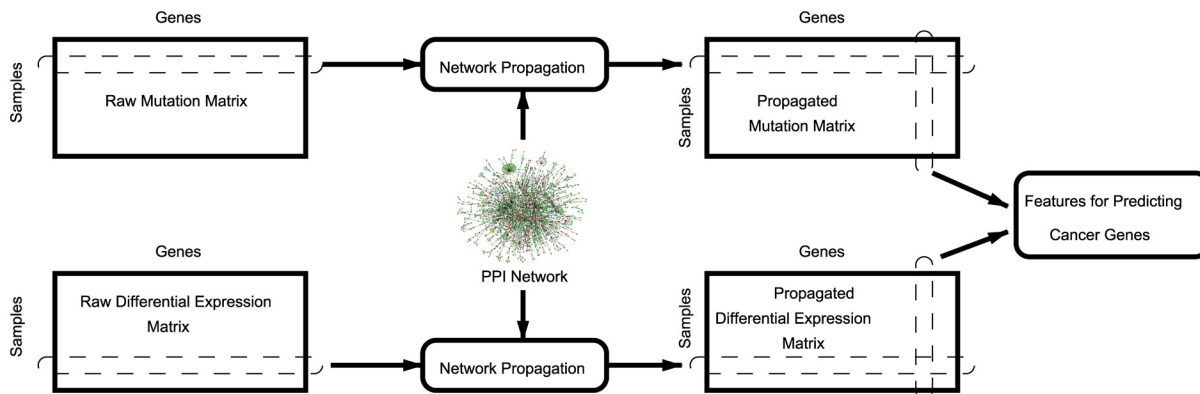 Genes
Samples
Raw Mutation Matrix
Network Propagation
Genes
Samples
Propagated
Mutation Matrix
PPI Network
Features for Predicting
Cancer Genes
Genes
Samples
Raw Differential Expression
Matrix
Network Propagation
Genes
Samples
Propagated
Differential Expression
Matrix